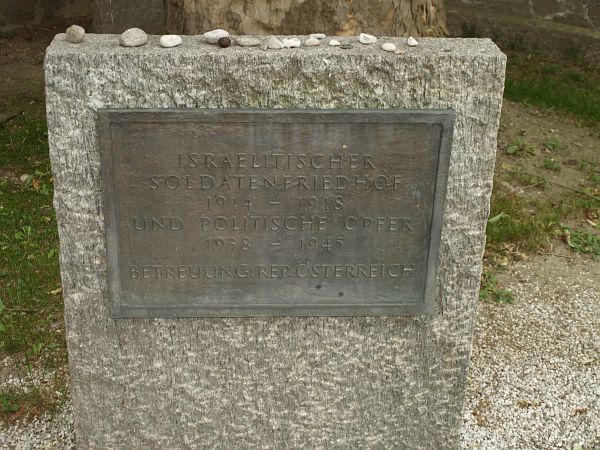 ISRAELITISCHER
SOLDATENFRIEDHOF
1914 - 1918
UND POLITISCHE OPFER
1938 - 1945
BETREUUNG: REP. ÖSTERREICH